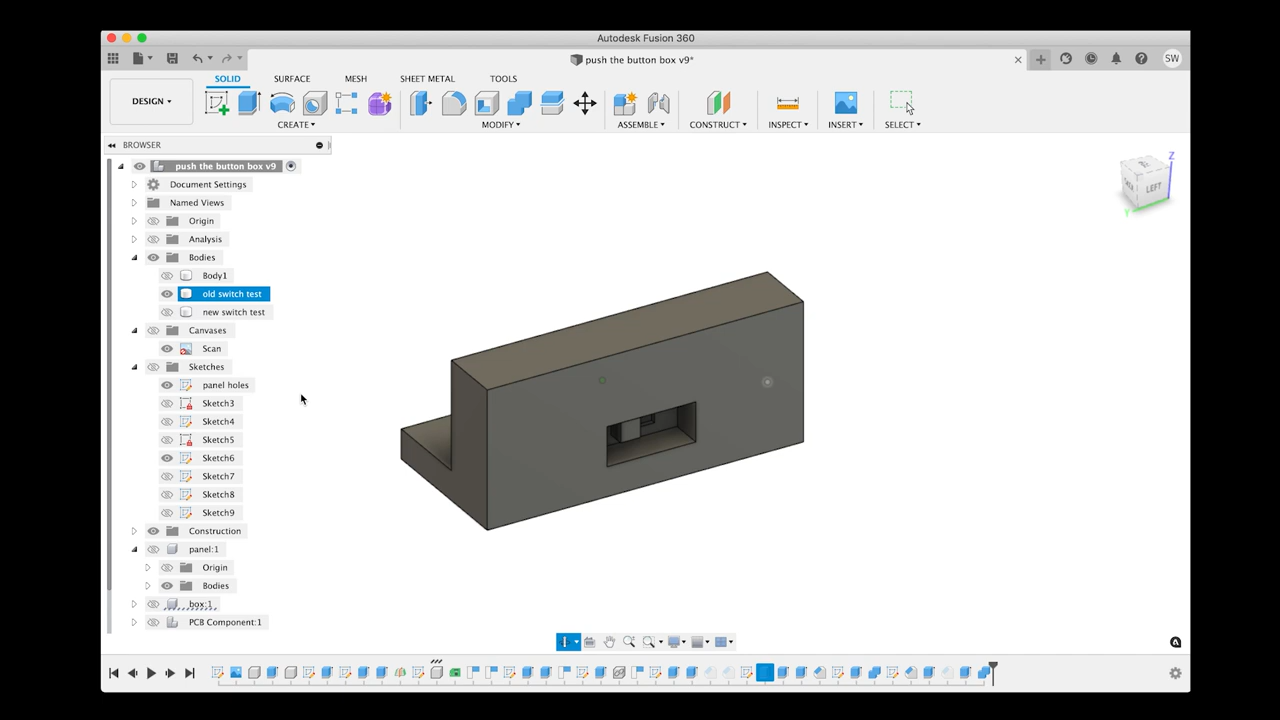 Autodesk Fusion 360
push the button box v9*
SW
SOLID SURFACE MESH SHEET METAL TOOLS
DESIGN
CREATE MODIFY ASSEMBLE CONSTRUCT INSPECT INSERT SELECT
BROWSER
push the button box v9
Document Settings
Named Views
Origin
Analysis
Bodies
Body1
old switch test
new switch test
Canvases
Scan
Sketches
panel holes
Sketch3
Sketch4
Sketch5
Sketch6
Sketch7
Sketch8
Sketch9
Construction
panel:1
Origin
Bodies
box:1
PCB Component:1
Z
LEFT
Y